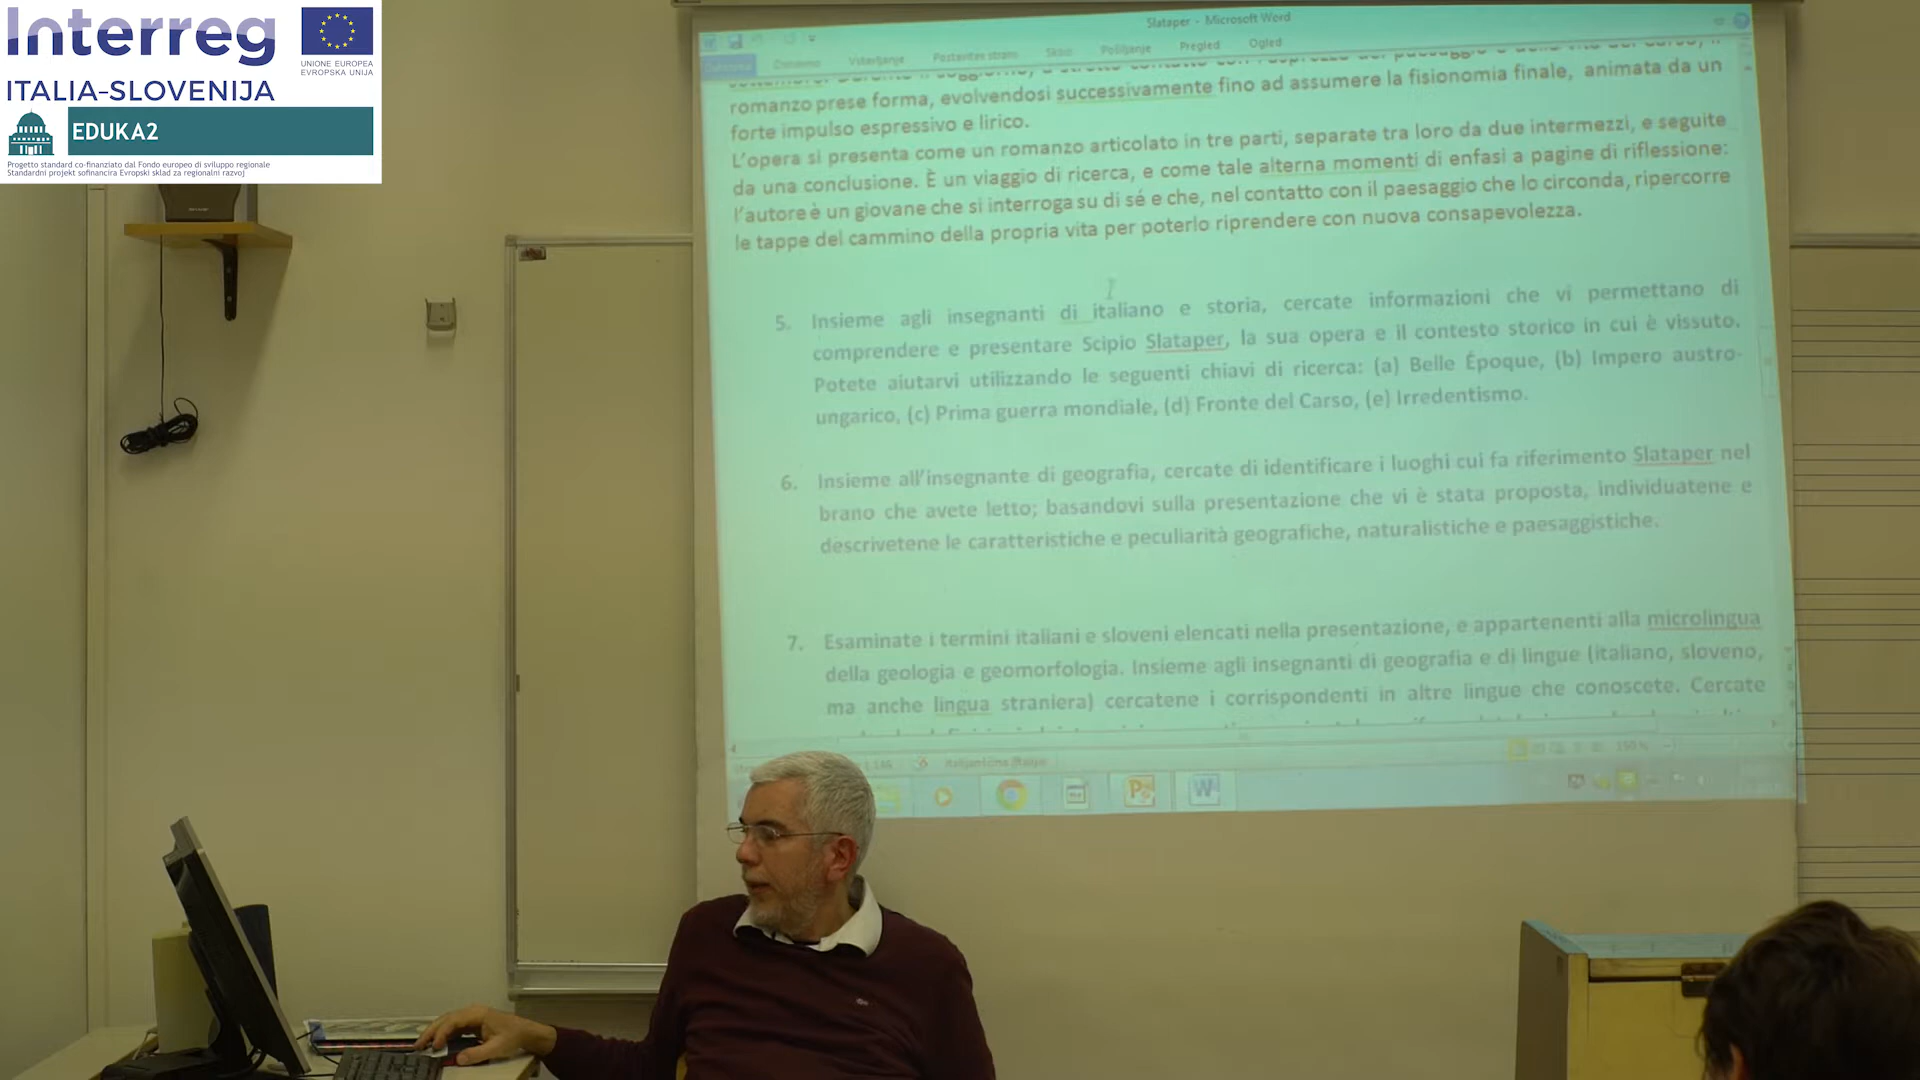 Interreg
UNIONE EUROPEA
EVROPSKA UNIJA
ITALIA-SLOVENIJA
EDUKA2
Progetto standard co-finanziato dal Fondo europeo di sviluppo regionale
Standardni projekt sofinancira Evropski sklad za regionalni razvoj
Slataper - Microsoft Word
Osnovno Vstavljanje Postavitev strani Sklici Pošiljanje Pregled Ogled
romanzo prese forma, evolvendosi successivamente fino ad assumere la fisionomia finale, animata da un
forte impulso espressivo e lirico.
L'opera si presenta come un romanzo articolato in tre parti, separate tra loro da due intermezzi, e seguite
da una conclusione. È un viaggio di ricerca, e come tale alterna momenti di enfasi a pagine di riflessione:
l'autore è un giovane che si interroga su di sé e che, nel contatto con il paesaggio che lo circonda, ripercorre
le tappe del cammino della propria vita per poterlo riprendere con nuova consapevolezza.
5. Insieme agli insegnanti di italiano e storia, cercate informazioni che vi permettano di
comprendere e presentare Scipio Slataper, la sua opera e il contesto storico in cui è vissuto.
Potete aiutarvi utilizzando le seguenti chiavi di ricerca: (a) Belle Époque, (b) Impero austro-
ungarico, (c) Prima guerra mondiale, (d) Fronte del Carso, (e) Irredentismo.
6. Insieme all'insegnante di geografia, cercate di identificare i luoghi cui fa riferimento Slataper nel
brano che avete letto; basandovi sulla presentazione che vi è stata proposta, individuatene e
descrivetene le caratteristiche e peculiarità geografiche, naturalistiche e paesaggistiche.
7. Esaminate i termini italiani e sloveni elencati nella presentazione, e appartenenti alla microlingua
della geologia e geomorfologia. Insieme agli insegnanti di geografia e di lingue (italiano, sloveno,
ma anche lingua straniera) cercatene i corrispondenti in altre lingue che conoscete. Cercate
150 %